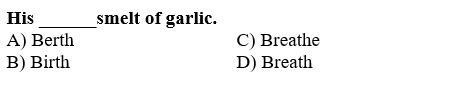 His ______smelt of garlic.
A) Berth C) Breathe
B) Birth D) Breath